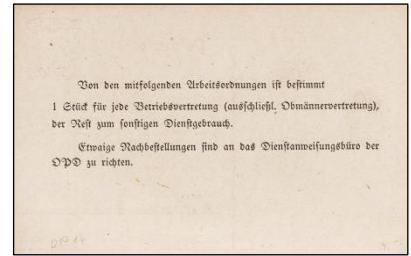 Von den mitfolgenden Arbeitsordnungen ist bestimmt
1 Stück für jede Betriebsvertretung (ausschließl. Obmännervertretung),
der Rest zum sonstigen Dienstgebrauch.
Etwaige Nachbestellungen sind an das Dienstanweisungsbüro der
OPD zu richten.